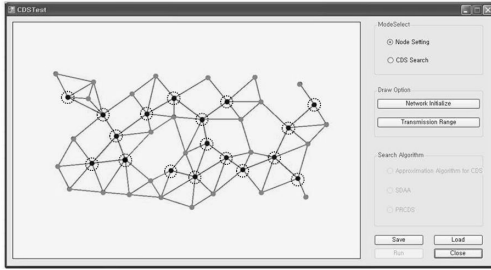 CDSTest
ModeSelect
Node Setting
CDS Search
Draw Option
Network Initialize
Transmission Range
Search Algorithm
Approximation Algorithm for CDS
SDAA
PRCDS
Save
Load
Run
Close